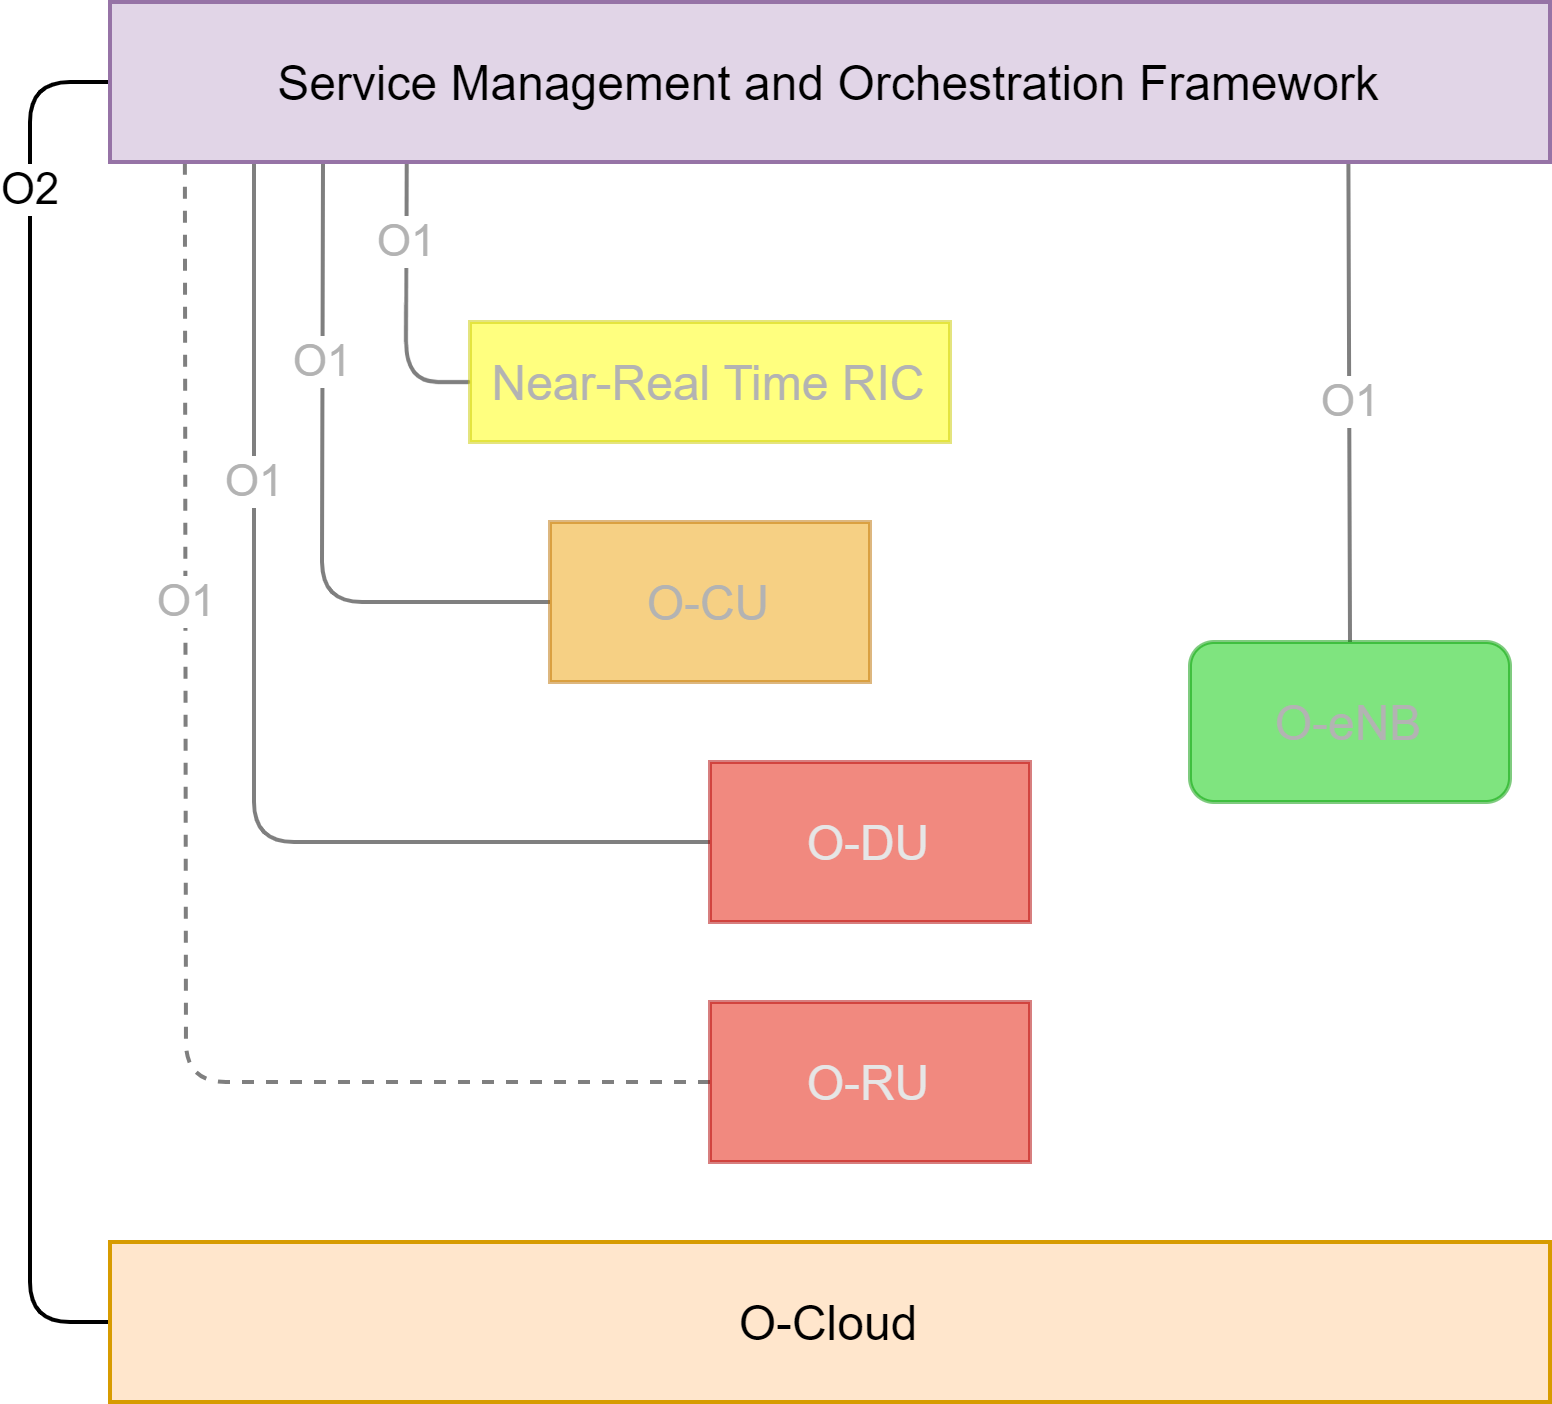 Service Management and Orchestration Framework
O2
O1
O1
Near-Real Time RIC
O1
O1
O1
O-CU
O-eNB
O-DU
O-RU
O-Cloud